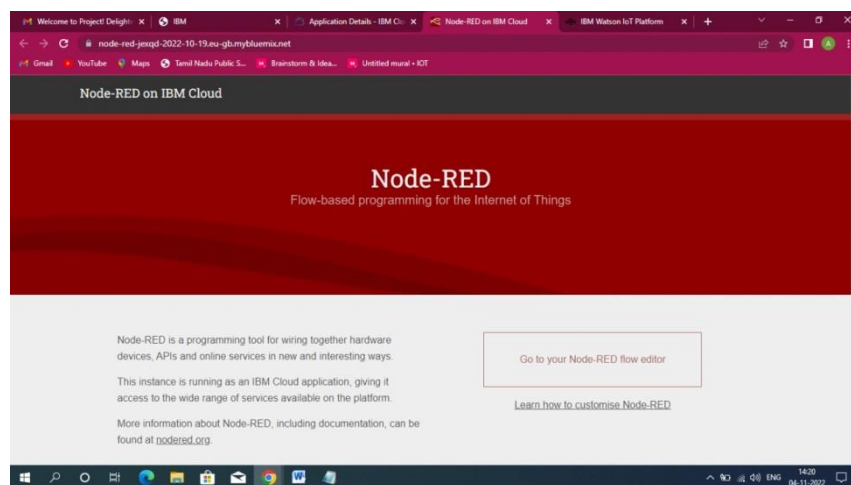 Welcome to Project! Delight
IBM
Application Details - IBM Clo
Node-RED on IBM Cloud
IBM Watson IoT Platform
node-red-jexqd-2022-10-19.eu-gb.mybluemix.net
Gmail
YouTube
Maps
Tamil Nadu Public S...
Brainstorm & Idea...
Untitled mural • IOT
Node-RED on IBM Cloud
Node-RED
Flow-based programming for the Internet of Things
Node-RED is a programming tool for wiring together hardware
devices, APIs and online services in new and interesting ways.
This instance is running as an IBM Cloud application, giving it
access to the wide range of services available on the platform.
More information about Node-RED, including documentation, can be
found at nodered.org.
Go to your Node-RED flow editor
Learn how to customise Node-RED
ENG
14:20
04-11-2022